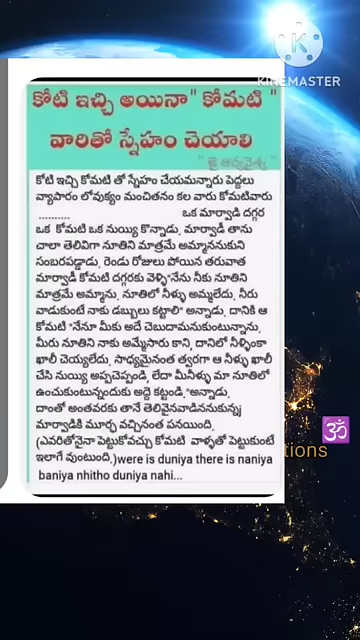 KINEMASTER
కోటి ఇచ్చి అయినా" కోమటి "
వారితో స్నేహం చెయాలి
" జై ఆర్యవైశ్య "
కోటి ఇచ్చి కోమటి తో స్నేహం చేయమన్నారు పెద్దలు
వ్యాపారం లోవుక్యం మంచితనం కల వారు కోమటివారు
.......... ఒక మార్వాడి దగ్గర
ఒక కోమటి ఒక నుయ్యి కొన్నాడు. మార్వాడీ తాను
చాలా తెలివిగా నూతిని మాత్రమే అమ్మాననుకుని
సంబరపడ్డాడు. రెండు రోజులు పోయిన తరువాత
మార్వాడీ కోమటి దగ్గరకు వెళ్ళి"నేను నీకు నూతిని
మాత్రమే అమ్మాను, నూతిలో నీళ్ళు అమ్మలేదు, నీరు
వాడుకుంటే నాకు డబ్బులు కట్టాలి" అన్నాడు. దానికి ఆ
కోమటి "నేనూ మీకు అదే చెబుదామనుకుంటున్నాను.
మీరు నూతిని నాకు అమ్మేసారు కాని, దానిలో నీళ్ళింకా
ఖాలీ చెయ్యలేదు. సాధ్యమైనంత త్వరగా ఆ నీళ్ళు ఖాలీ
చేసి నుయ్యి అప్పచెప్పండి, లేదా మీనీళ్ళు మా నూతిలో
ఉంచుకుంటున్నందుకు అద్దె కట్టండి."అన్నాడు.
దాంతో అంతవరకు తానే తెలివైనవాడిననుకున్న
మార్వాడికి మూర్ఛ వచ్చినంత పనయింది.
(ఎవరితోనైనా పెట్టుకోవచ్చు కోమటి వాళ్ళతో పెట్టుకుంటే
ఇలాగే వుంటుంది.)were is duniya there is naniya
baniya nhitho duniya nahi...
🕉
tions